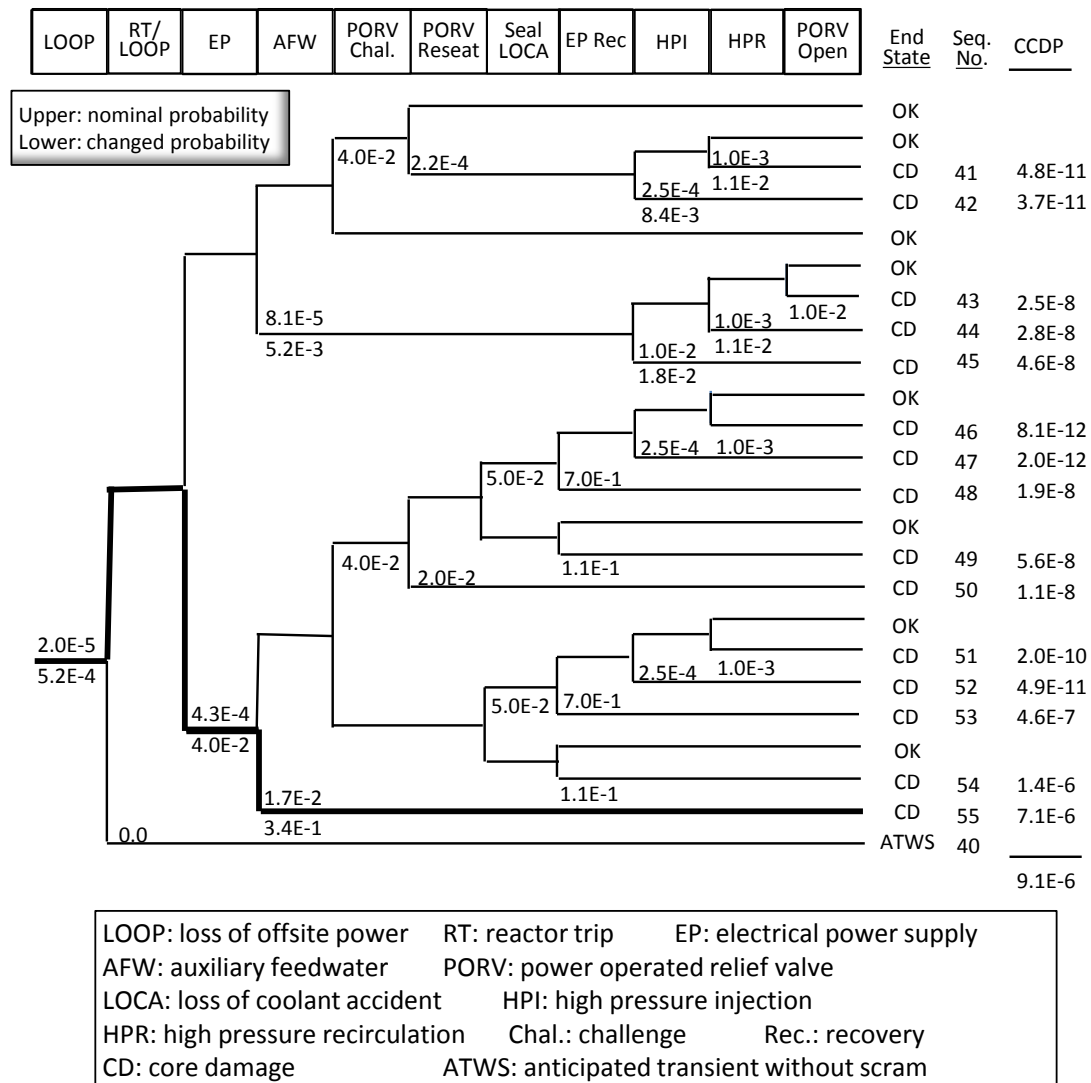 LOOP RT/ LOOP EP AFW PORV Chal. PORV Reseat Seal LOCA EP Rec HPI HPR PORV Open End State Seq. No. CCDP
Upper: nominal probability
Lower: changed probability
OK
OK
4.0E-2 2.2E-4 1.0E-3
CD 41 4.8E-11
2.5E-4 1.1E-2
CD 42 3.7E-11
8.4E-3
OK
OK
CD 43 2.5E-8
8.1E-5 1.0E-3 1.0E-2
CD 44 2.8E-8
5.2E-3 1.0E-2 1.1E-2
CD 45 4.6E-8
1.8E-2
OK
CD 46 8.1E-12
2.5E-4 1.0E-3
CD 47 2.0E-12
5.0E-2 7.0E-1
CD 48 1.9E-8
OK
CD 49 5.6E-8
4.0E-2 2.0E-2 1.1E-1
CD 50 1.1E-8
OK
2.0E-5
CD 51 2.0E-10
5.2E-4 2.5E-4 1.0E-3
CD 52 4.9E-11
5.0E-2 7.0E-1
4.3E-4
CD 53 4.6E-7
4.0E-2
OK
CD 54 1.4E-6
1.7E-2 1.1E-1
CD 55 7.1E-6
3.4E-1
0.0
ATWS 40
9.1E-6
LOOP: loss of offsite power RT: reactor trip EP: electrical power supply
AFW: auxiliary feedwater PORV: power operated relief valve
LOCA: loss of coolant accident HPI: high pressure injection
HPR: high pressure recirculation Chal.: challenge Rec.: recovery
CD: core damage ATWS: anticipated transient without scram